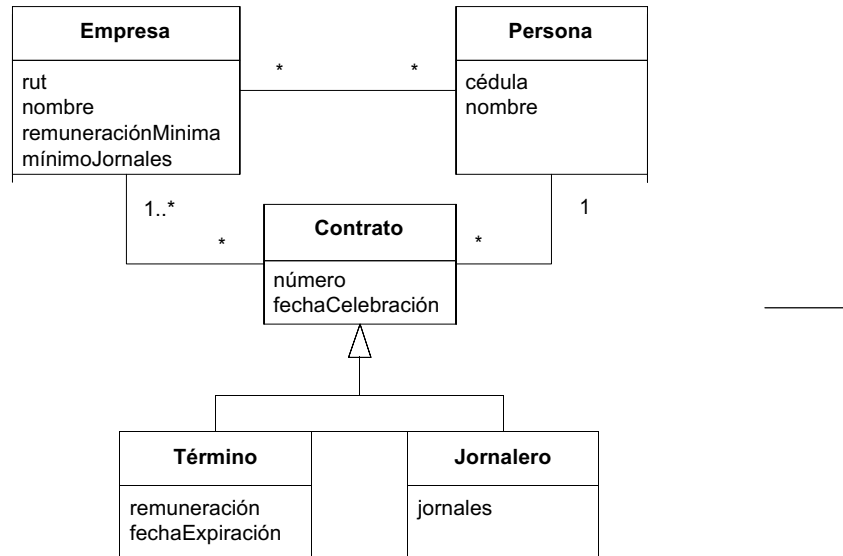 Empresa
rut
nombre
remuneraciónMinima
mínimoJornales
*
*
Persona
cédula
nombre
1..*
*
Contrato
número
fechaCelebración
*
1
Término
remuneración
fechaExpiración
Jornalero
jornales